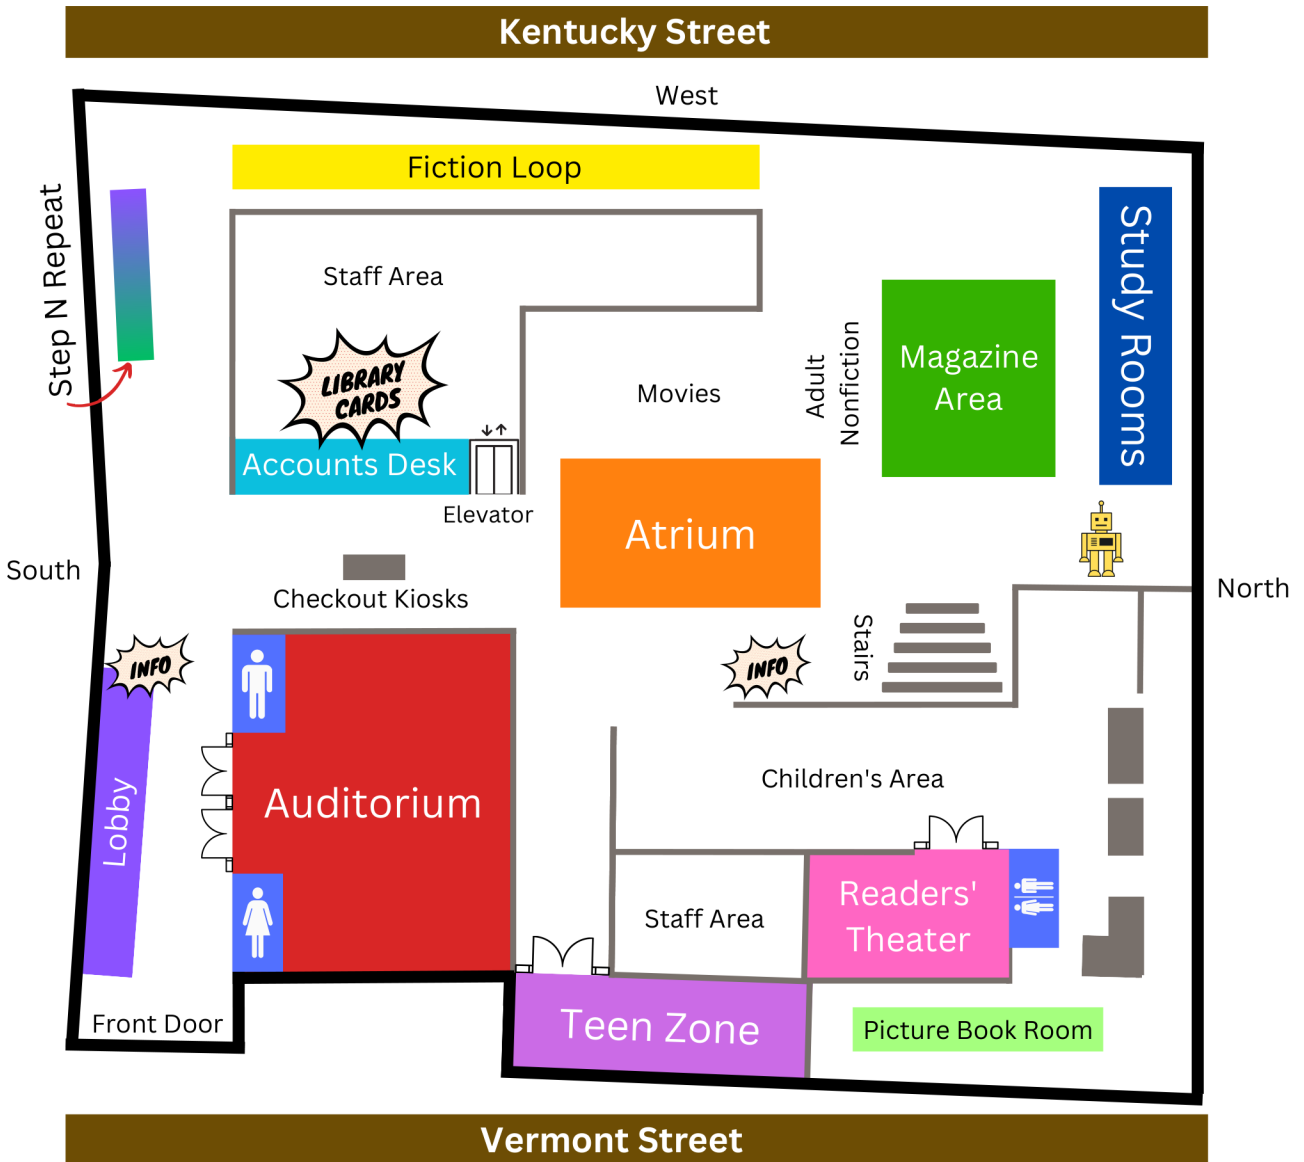 Kentucky Street
West
Fiction Loop
Step N Repeat
Study Rooms
Staff Area
Magazine
Area
Adult
Nonfiction
LIBRARY
CARDS
Movies
Accounts Desk
Elevator
Atrium
South
North
Checkout Kiosks
Stairs
INFO
INFO
Lobby
Auditorium
Children's Area
Readers'
Theater
Staff Area
Front Door
Teen Zone
Picture Book Room
Vermont Street